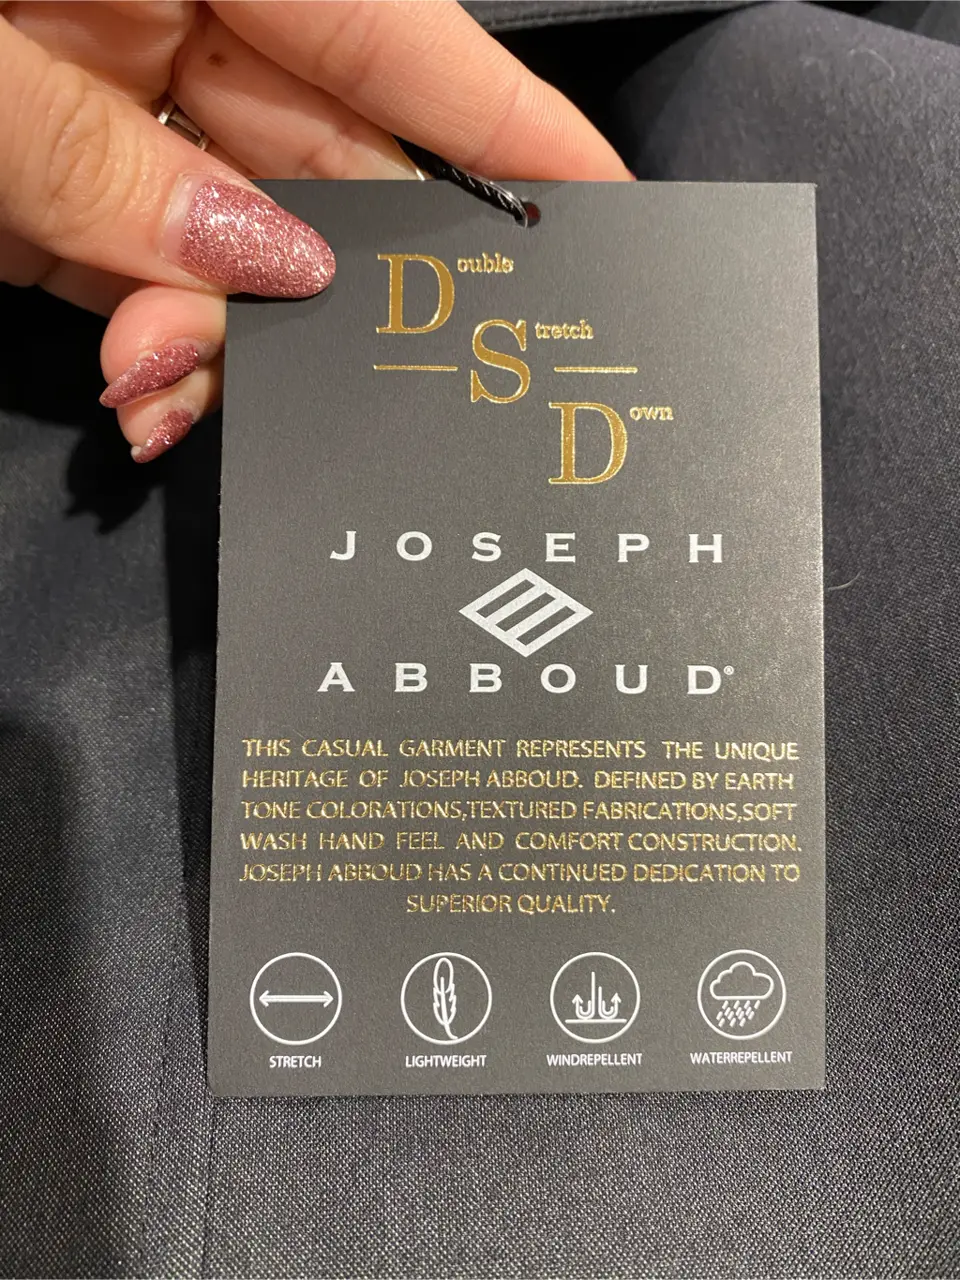 Double
Stretch
Down
JOSEPH
ABBOUD®
THIS CASUAL GARMENT REPRESENTS THE UNIQUE
HERITAGE OF JOSEPH ABBOUD. DEFINED BY EARTH
TONE COLORATIONS,TEXTURED FABRICATIONS,SOFT
WASH HAND FEEL AND COMFORT CONSTRUCTION.
JOSEPH ABBOUD HAS A CONTINUED DEDICATION TO
SUPERIOR QUALITY.
STRETCH LIGHTWEIGHT WINDREPELLENT WATERREPELLENT